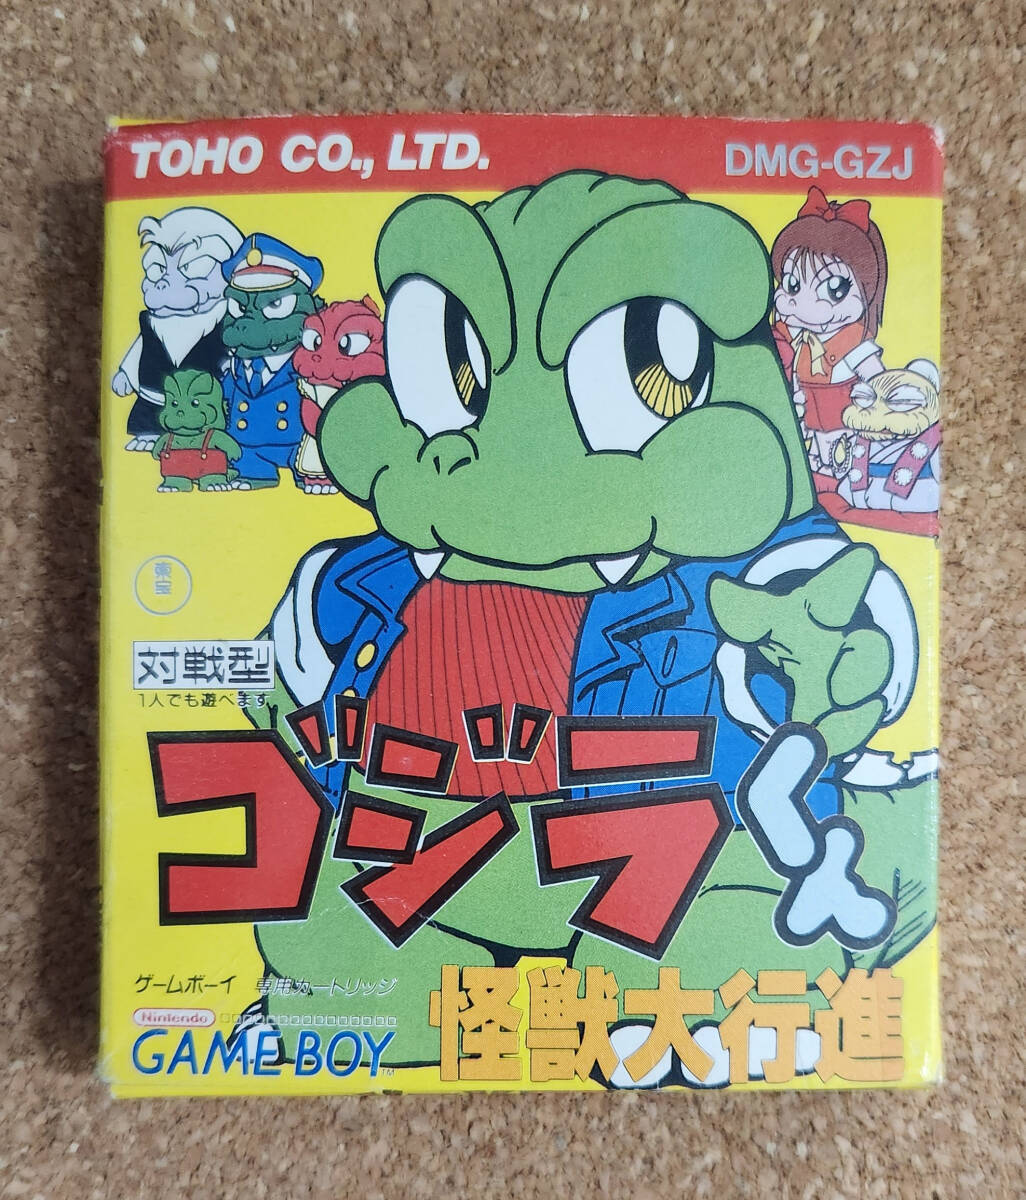 TOHO CO., LTD.
DMG-GZJ
東宝
対戦型
1人でも遊べます
ゴジラくん
怪獣大行進
ゲームボーイ 専用カートリッジ
Nintendo
GAME BOY™